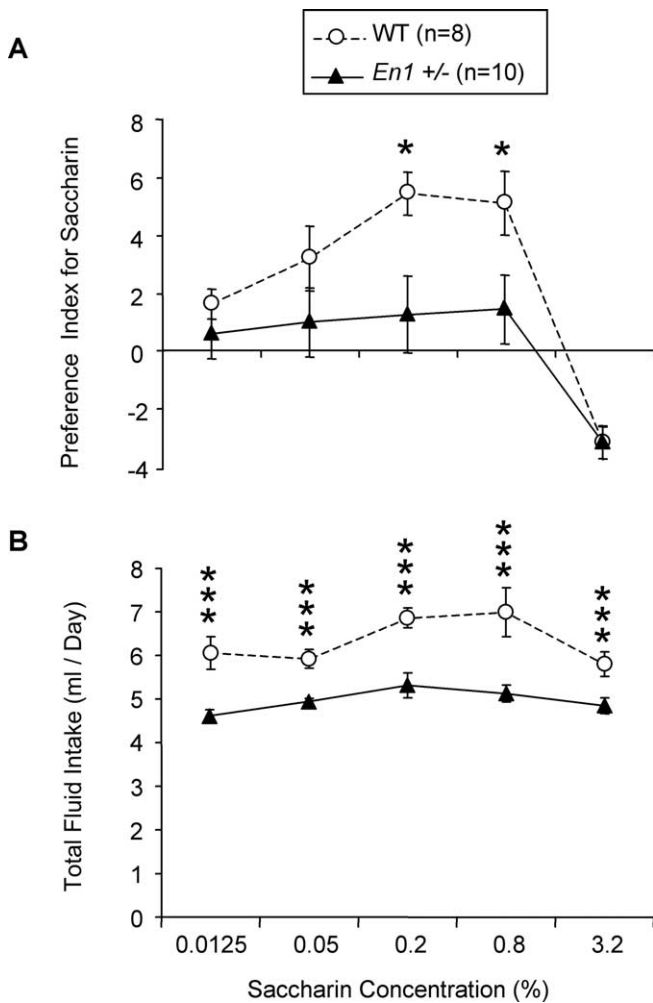 WT (n=8)
En1 +/- (n=10)
A
Preference Index for Saccharin
8
6
4
2
0
-2
-4
* *
B
Total Fluid Intake (ml / Day)
8
7
6
5
4
3
2
1
0
*** *** *** *** ***
0.0125 0.05 0.2 0.8 3.2
Saccharin Concentration (%)